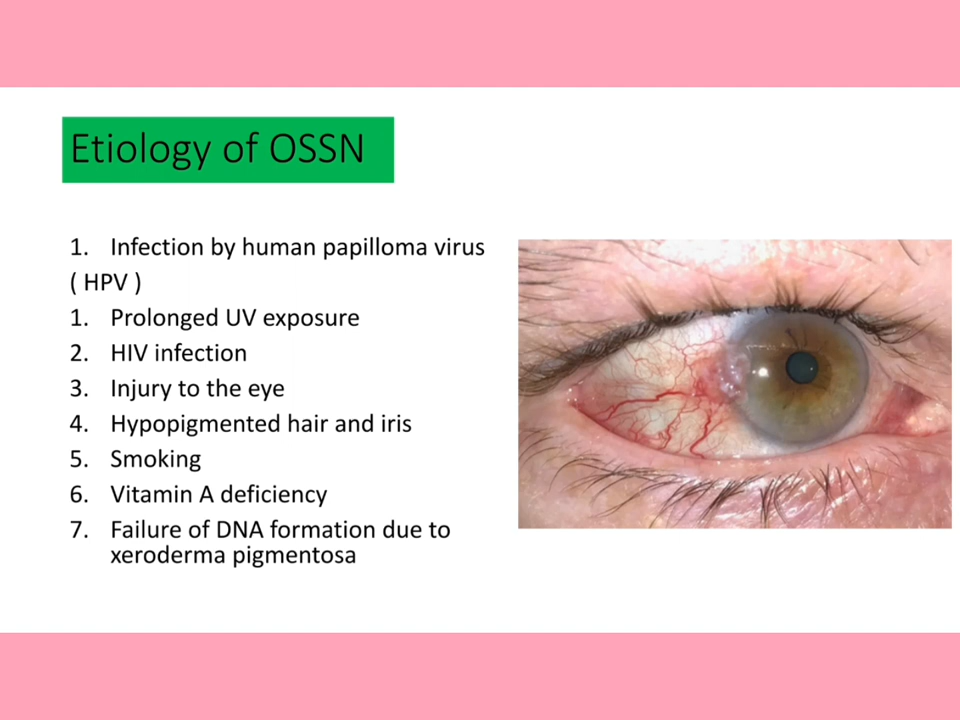 Etiology of OSSN
1. Infection by human papilloma virus
( HPV )
1. Prolonged UV exposure
2. HIV infection
3. Injury to the eye
4. Hypopigmented hair and iris
5. Smoking
6. Vitamin A deficiency
7. Failure of DNA formation due to
xeroderma pigmentosa